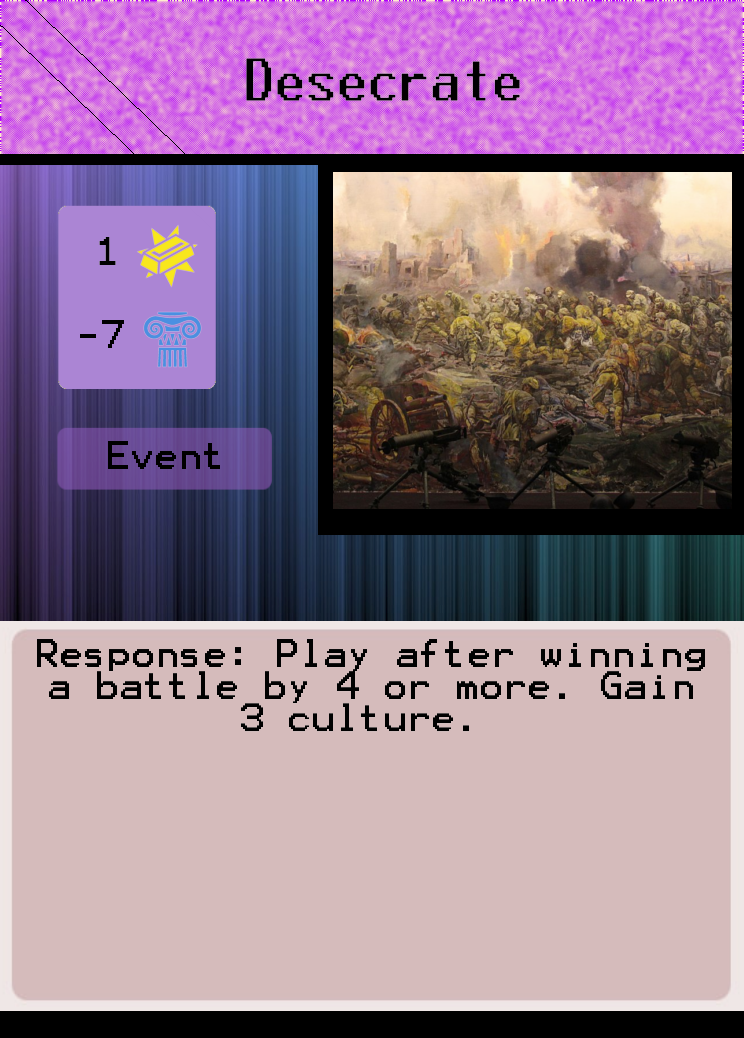 Desecrate
1
-7
Event
Response: Play after winning
a battle by 4 or more. Gain
3 culture.